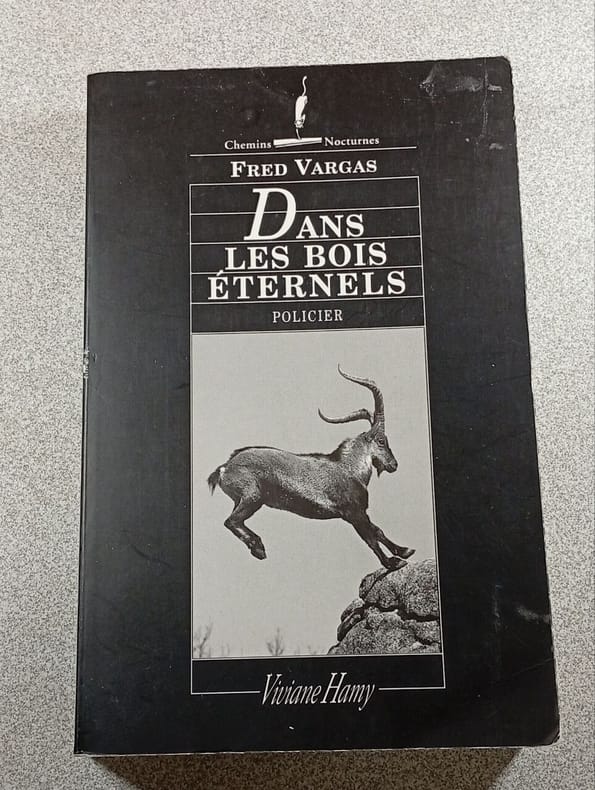 Chemins Nocturnes
FRED VARGAS
DANS
LES BOIS
ÉTERNELS
POLICIER
Viviane Hamy